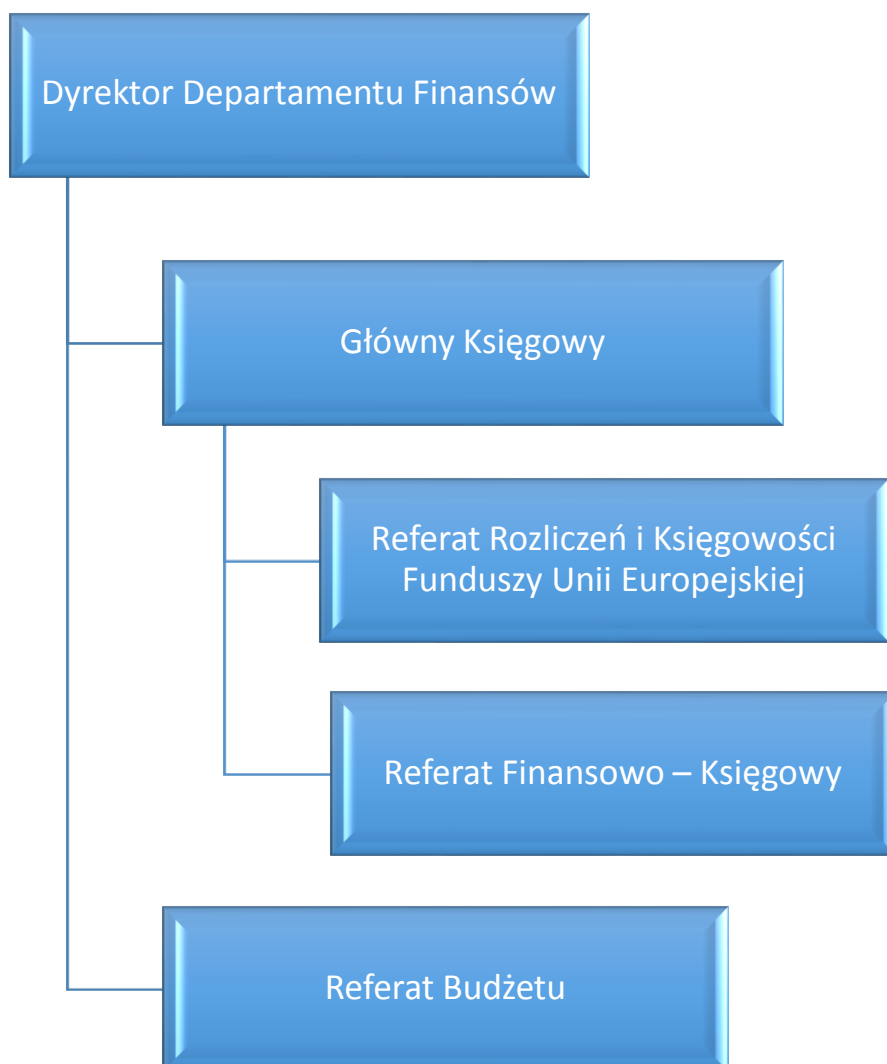 Dyrektor Departamentu Finansów
Główny Księgowy
Referat Rozliczeń i Księgowości
Funduszy Unii Europejskiej
Referat Finansowo – Księgowy
Referat Budżetu